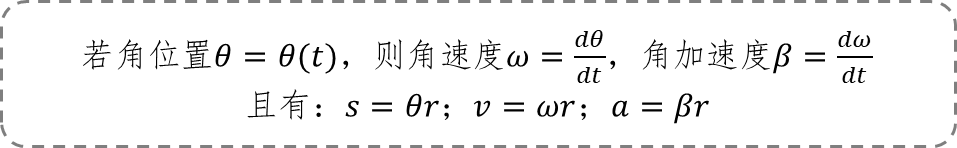 若角位置θ = θ(t)，则角速度ω = dθ/dt，角加速度β = dω/dt
且有：s = θr；v = ωr；a = βr